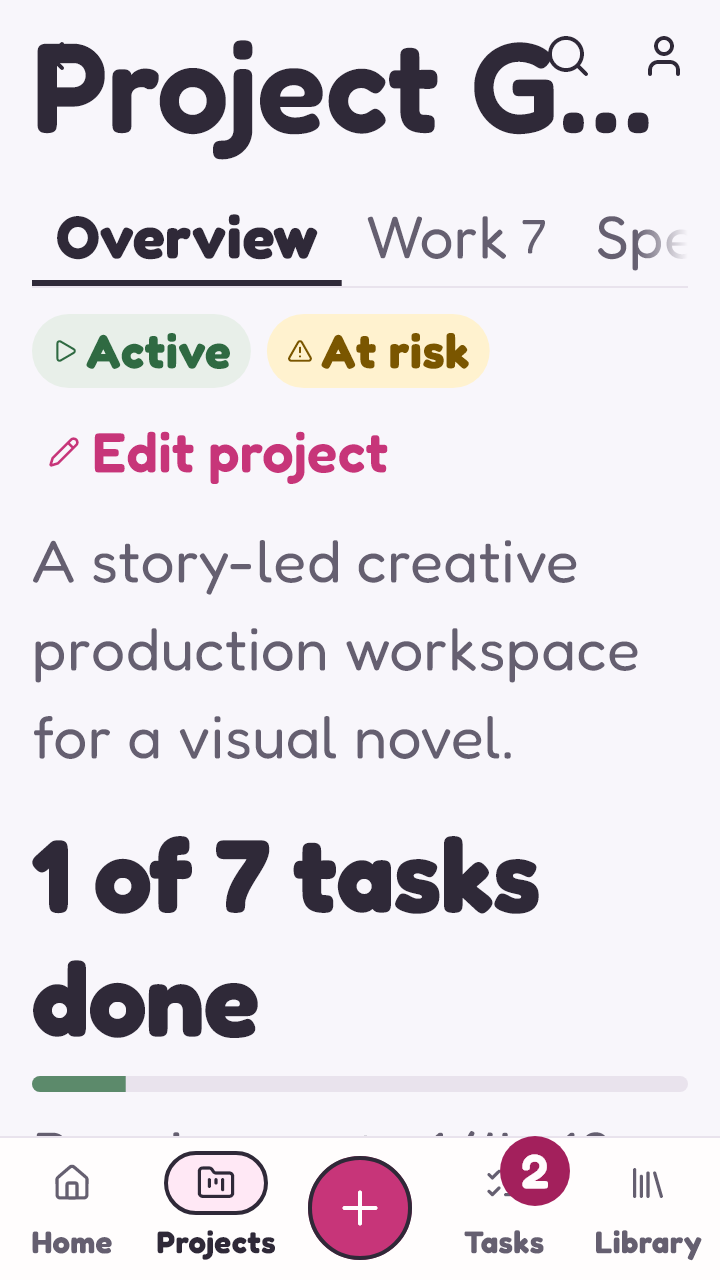 Project G...
Overview Work 7 Spe
Active At risk
Edit project
A story-led creative
production workspace
for a visual novel.
1 of 7 tasks
done
2
Home Projects Tasks Library